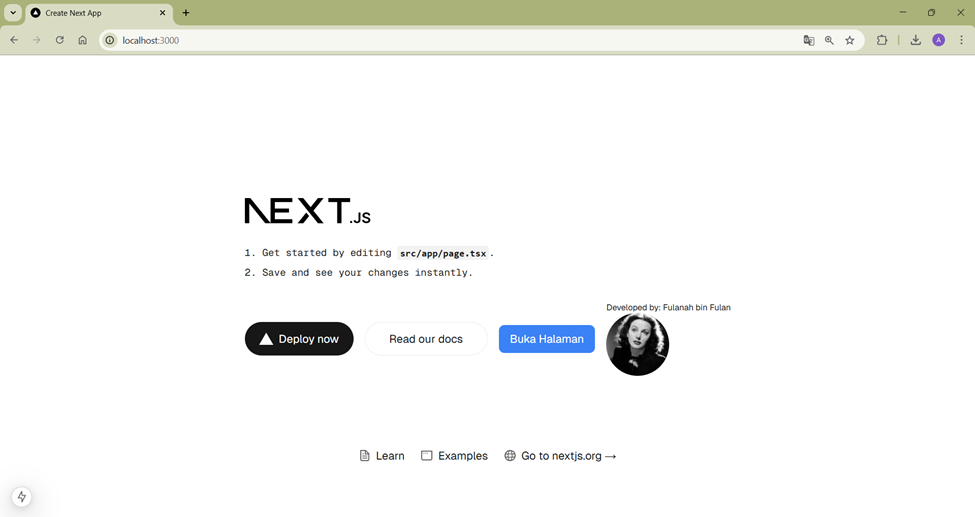 Create Next App
localhost:3000
A
NEXT.JS
1. Get started by editing src/app/page.tsx.
2. Save and see your changes instantly.
Developed by: Fulanah bin Fulan
Deploy now
Read our docs
Buka Halaman
Learn
Examples
Go to nextjs.org →